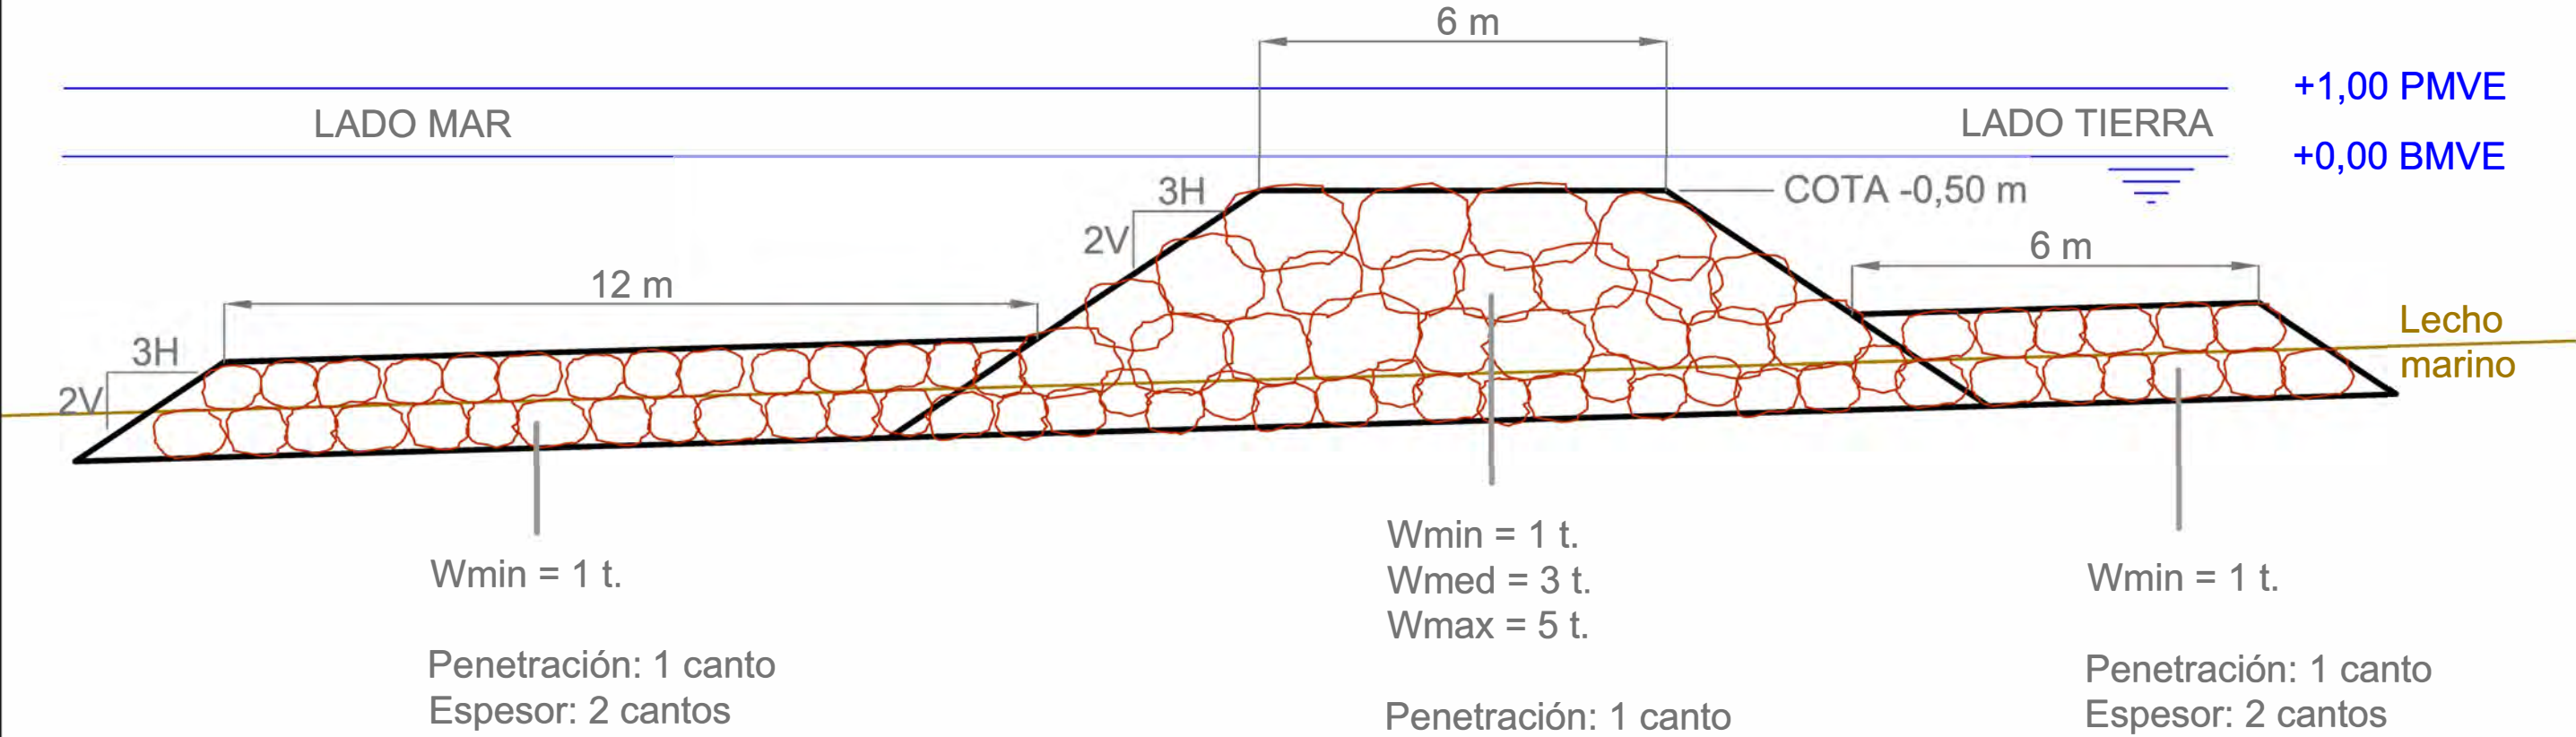 6 m
+1,00 PMVE
LADO MAR
LADO TIERRA
+0,00 BMVE
3H
COTA -0,50 m
2V
6 m
12 m
Lecho
marino
3H
2V
Wmin = 1 t.
Penetración: 1 canto
Espesor: 2 cantos
Wmin = 1 t.
Wmed = 3 t.
Wmax = 5 t.
Penetración: 1 canto
Wmin = 1 t.
Penetración: 1 canto
Espesor: 2 cantos